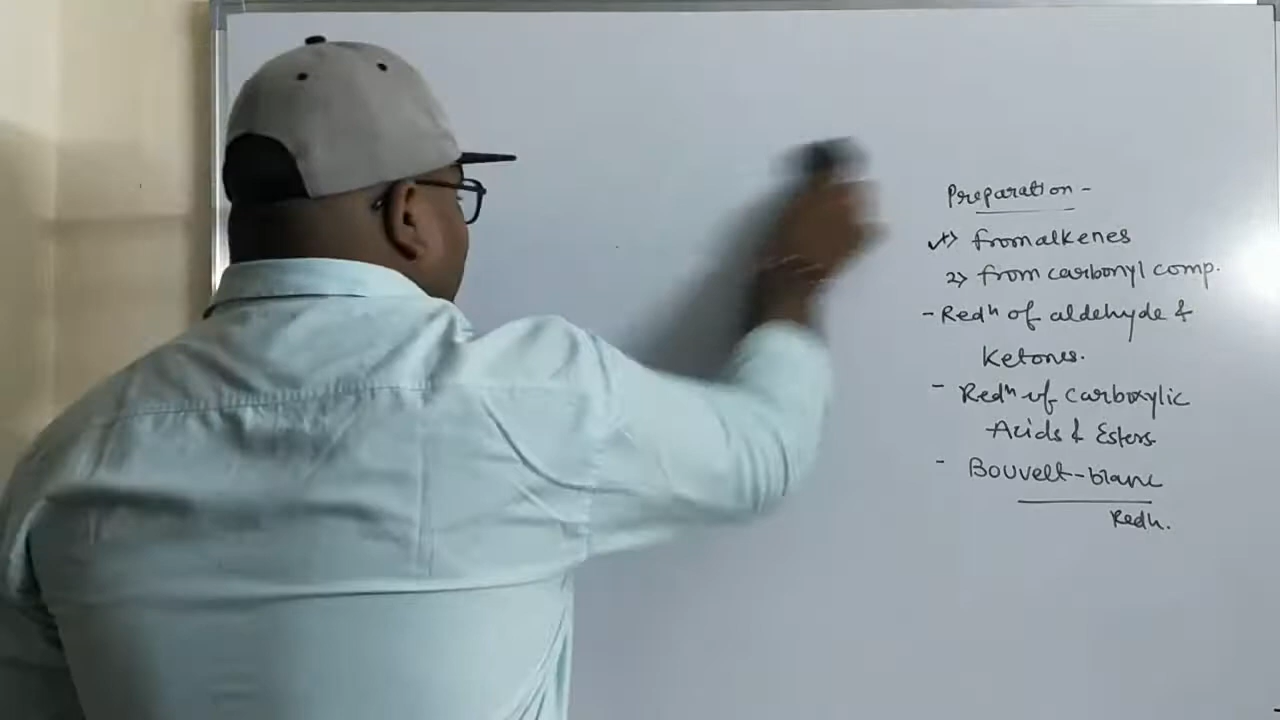 Preparation -
1> from alkenes
2> from carbonyl comp.
- Redn of aldehyde &
Ketones.
- Redn of carboxylic
Acids & Esters.
- Bouvelt-blanc
Redn.